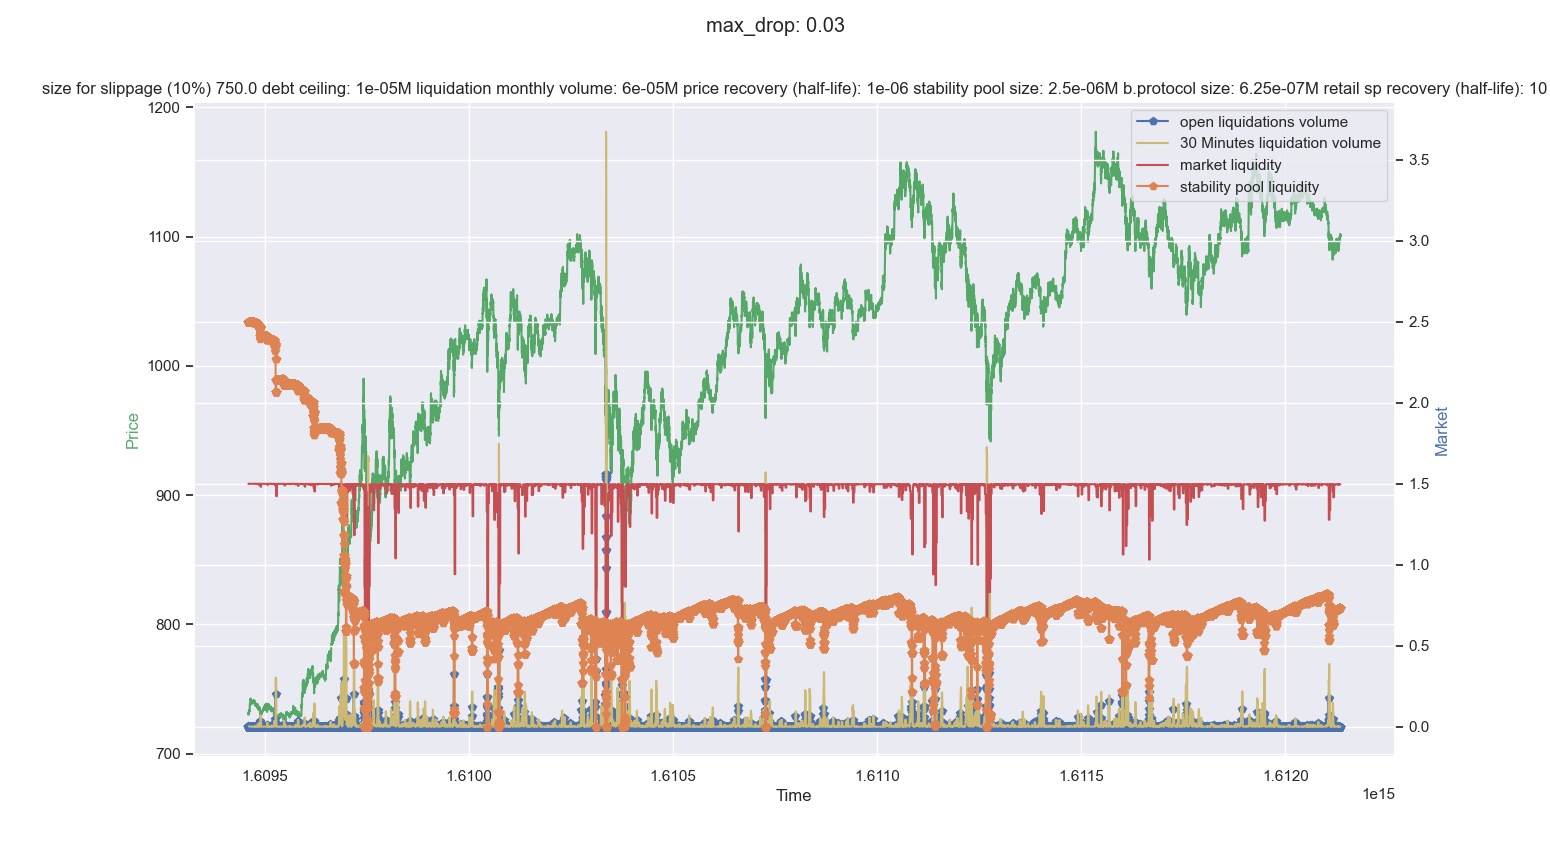 max_drop: 0.03
size for slippage (10%) 750.0 debt ceiling: 1e-05M liquidation monthly volume: 6e-05M price recovery (half-life): 1e-06 stability pool size: 2.5e-06M b.protocol size: 6.25e-07M retail sp recovery (half-life): 10
open liquidations volume
30 Minutes liquidation volume
market liquidity
stability pool liquidity
1200
1100
1000
900
800
700
Price
3.5
3.0
2.5
2.0
1.5
1.0
0.5
0.0
Market
1.6095 1.6100 1.6105 1.6110 1.6115 1.6120
Time
1e15